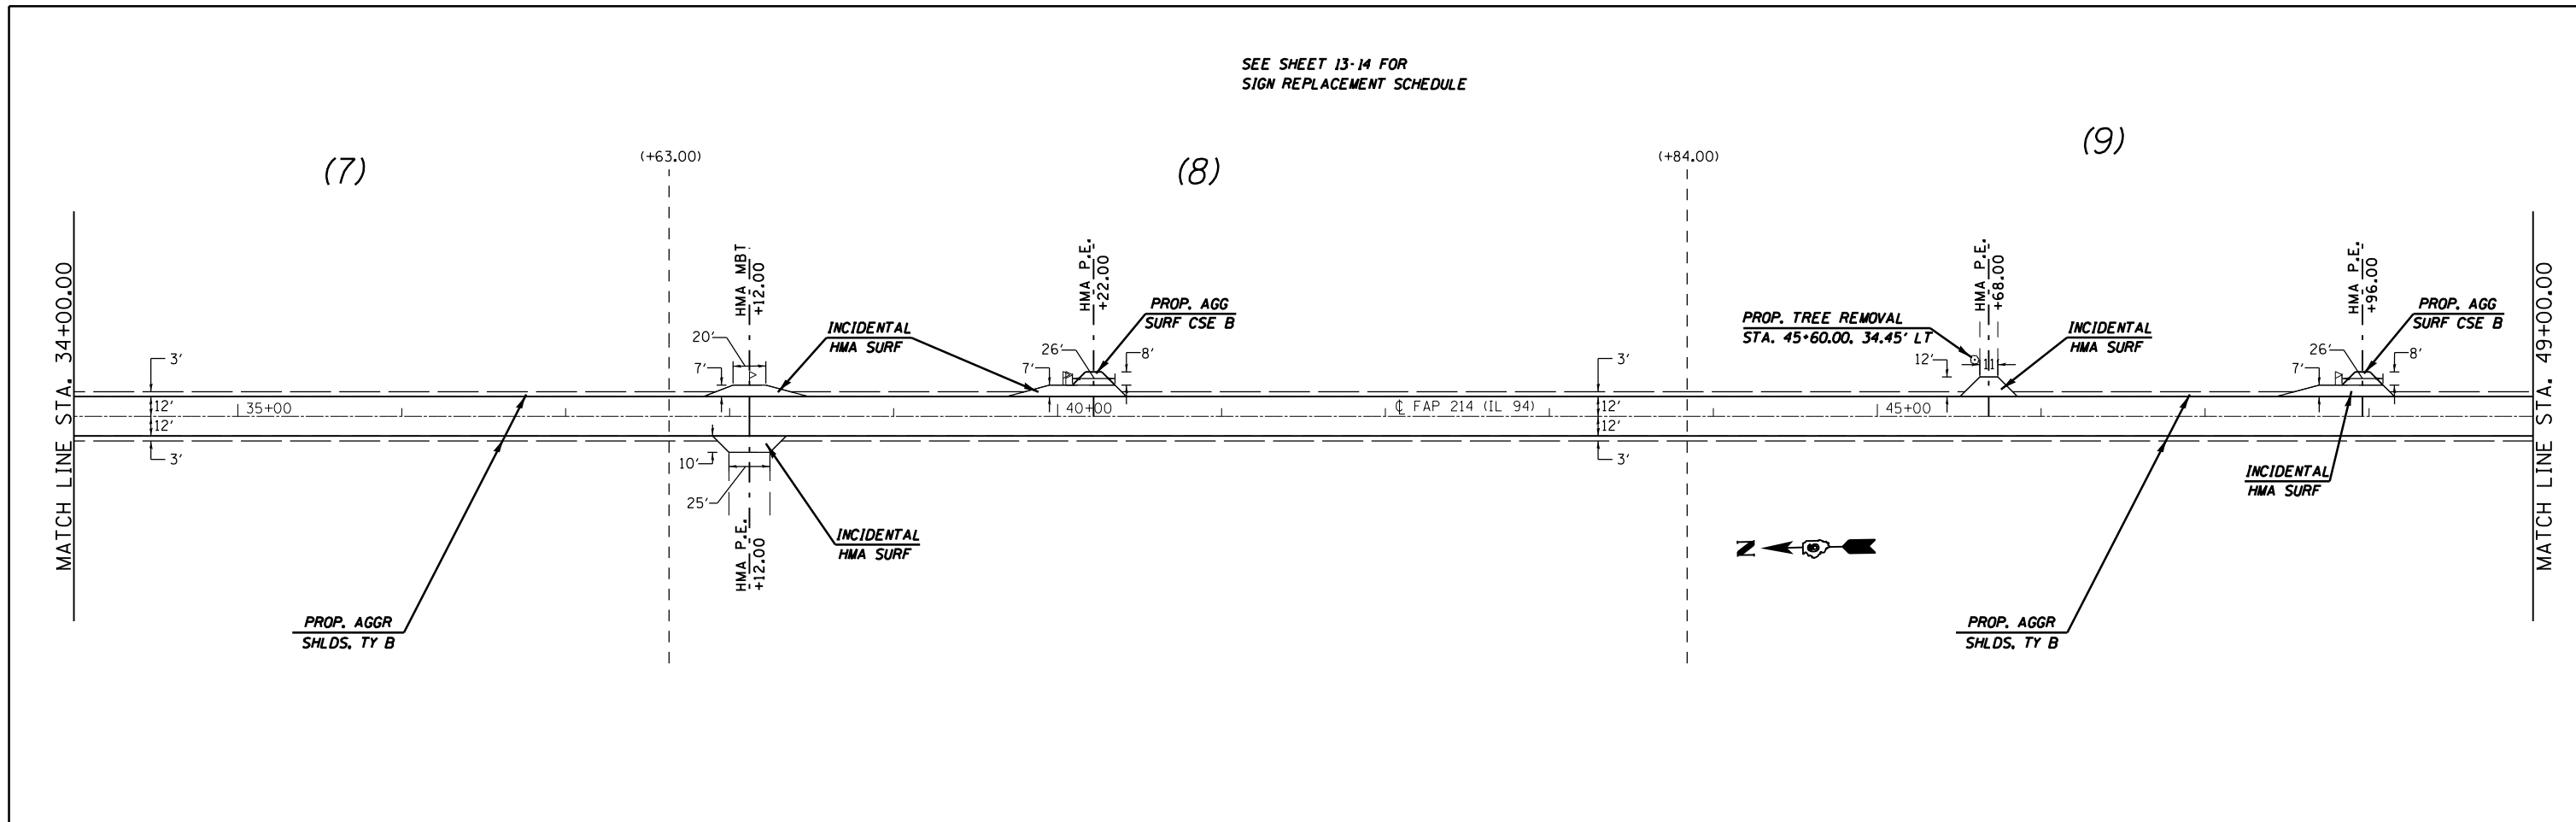 SEE SHEET 13-14 FOR
SIGN REPLACEMENT SCHEDULE
(7)
(+63.00)
(8)
(+84.00)
(9)
MATCH LINE STA. 34+00.00
HMA MBT
+12.00
HMA P.E.
+22.00
HMA P.E.
+68.00
HMA P.E.
+96.00
MATCH LINE STA. 49+00.00
PROP. AGG
SURF CSE B
PROP. TREE REMOVAL
STA. 45+60.00, 34.45' LT
PROP. AGG
SURF CSE B
INCIDENTAL
HMA SURF
INCIDENTAL
HMA SURF
20'
26'
8'
26'
8'
3'
7'
7'
3'
12'
11'
7'
12'
35+00
40+00
℄ FAP 214 (IL 94)
12'
45+00
12'
12'
3'
10'
3'
25'
INCIDENTAL
HMA SURF
INCIDENTAL
HMA SURF
HMA P.E.
+12.00
N
PROP. AGGR
SHLDS. TY B
PROP. AGGR
SHLDS. TY B